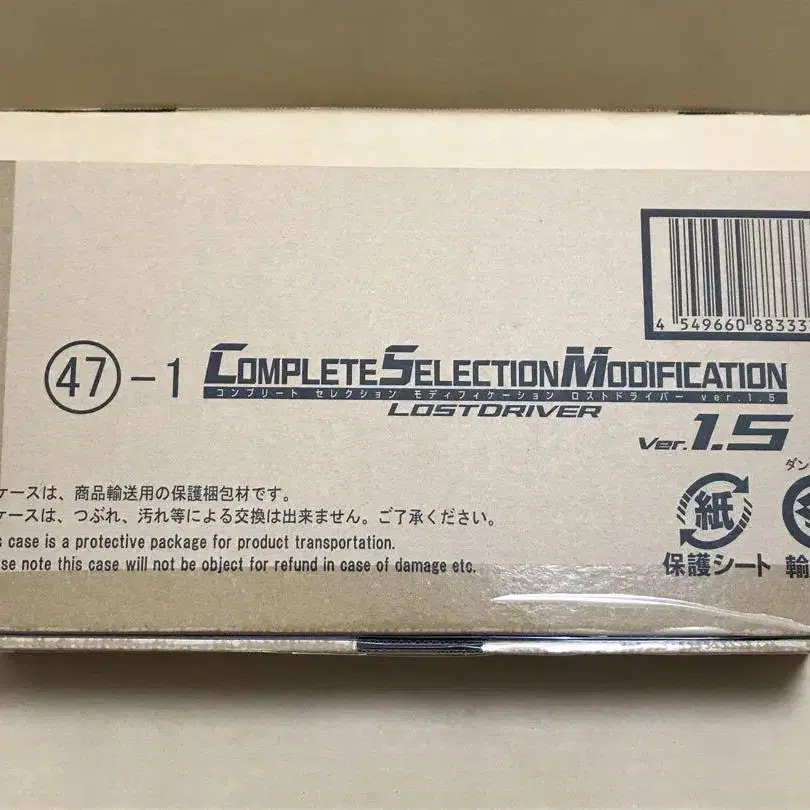 4 549660 88333
㊼-1 COMPLETE SELECTION MODIFICATION
コンプリート セレクション モディフィケーション ロストドライバー ver.1.5
LOSTDRIVER
Ver.1.5
ケースは、商品輸送用の保護梱包材です。
ケースは、つぶれ、汚れ等による交換は出来ません。ご了承ください。
s case is a protective package for product transportation.
se note this case will not be object for refund in case of damage etc.
ダン
紙
保護シート 輸